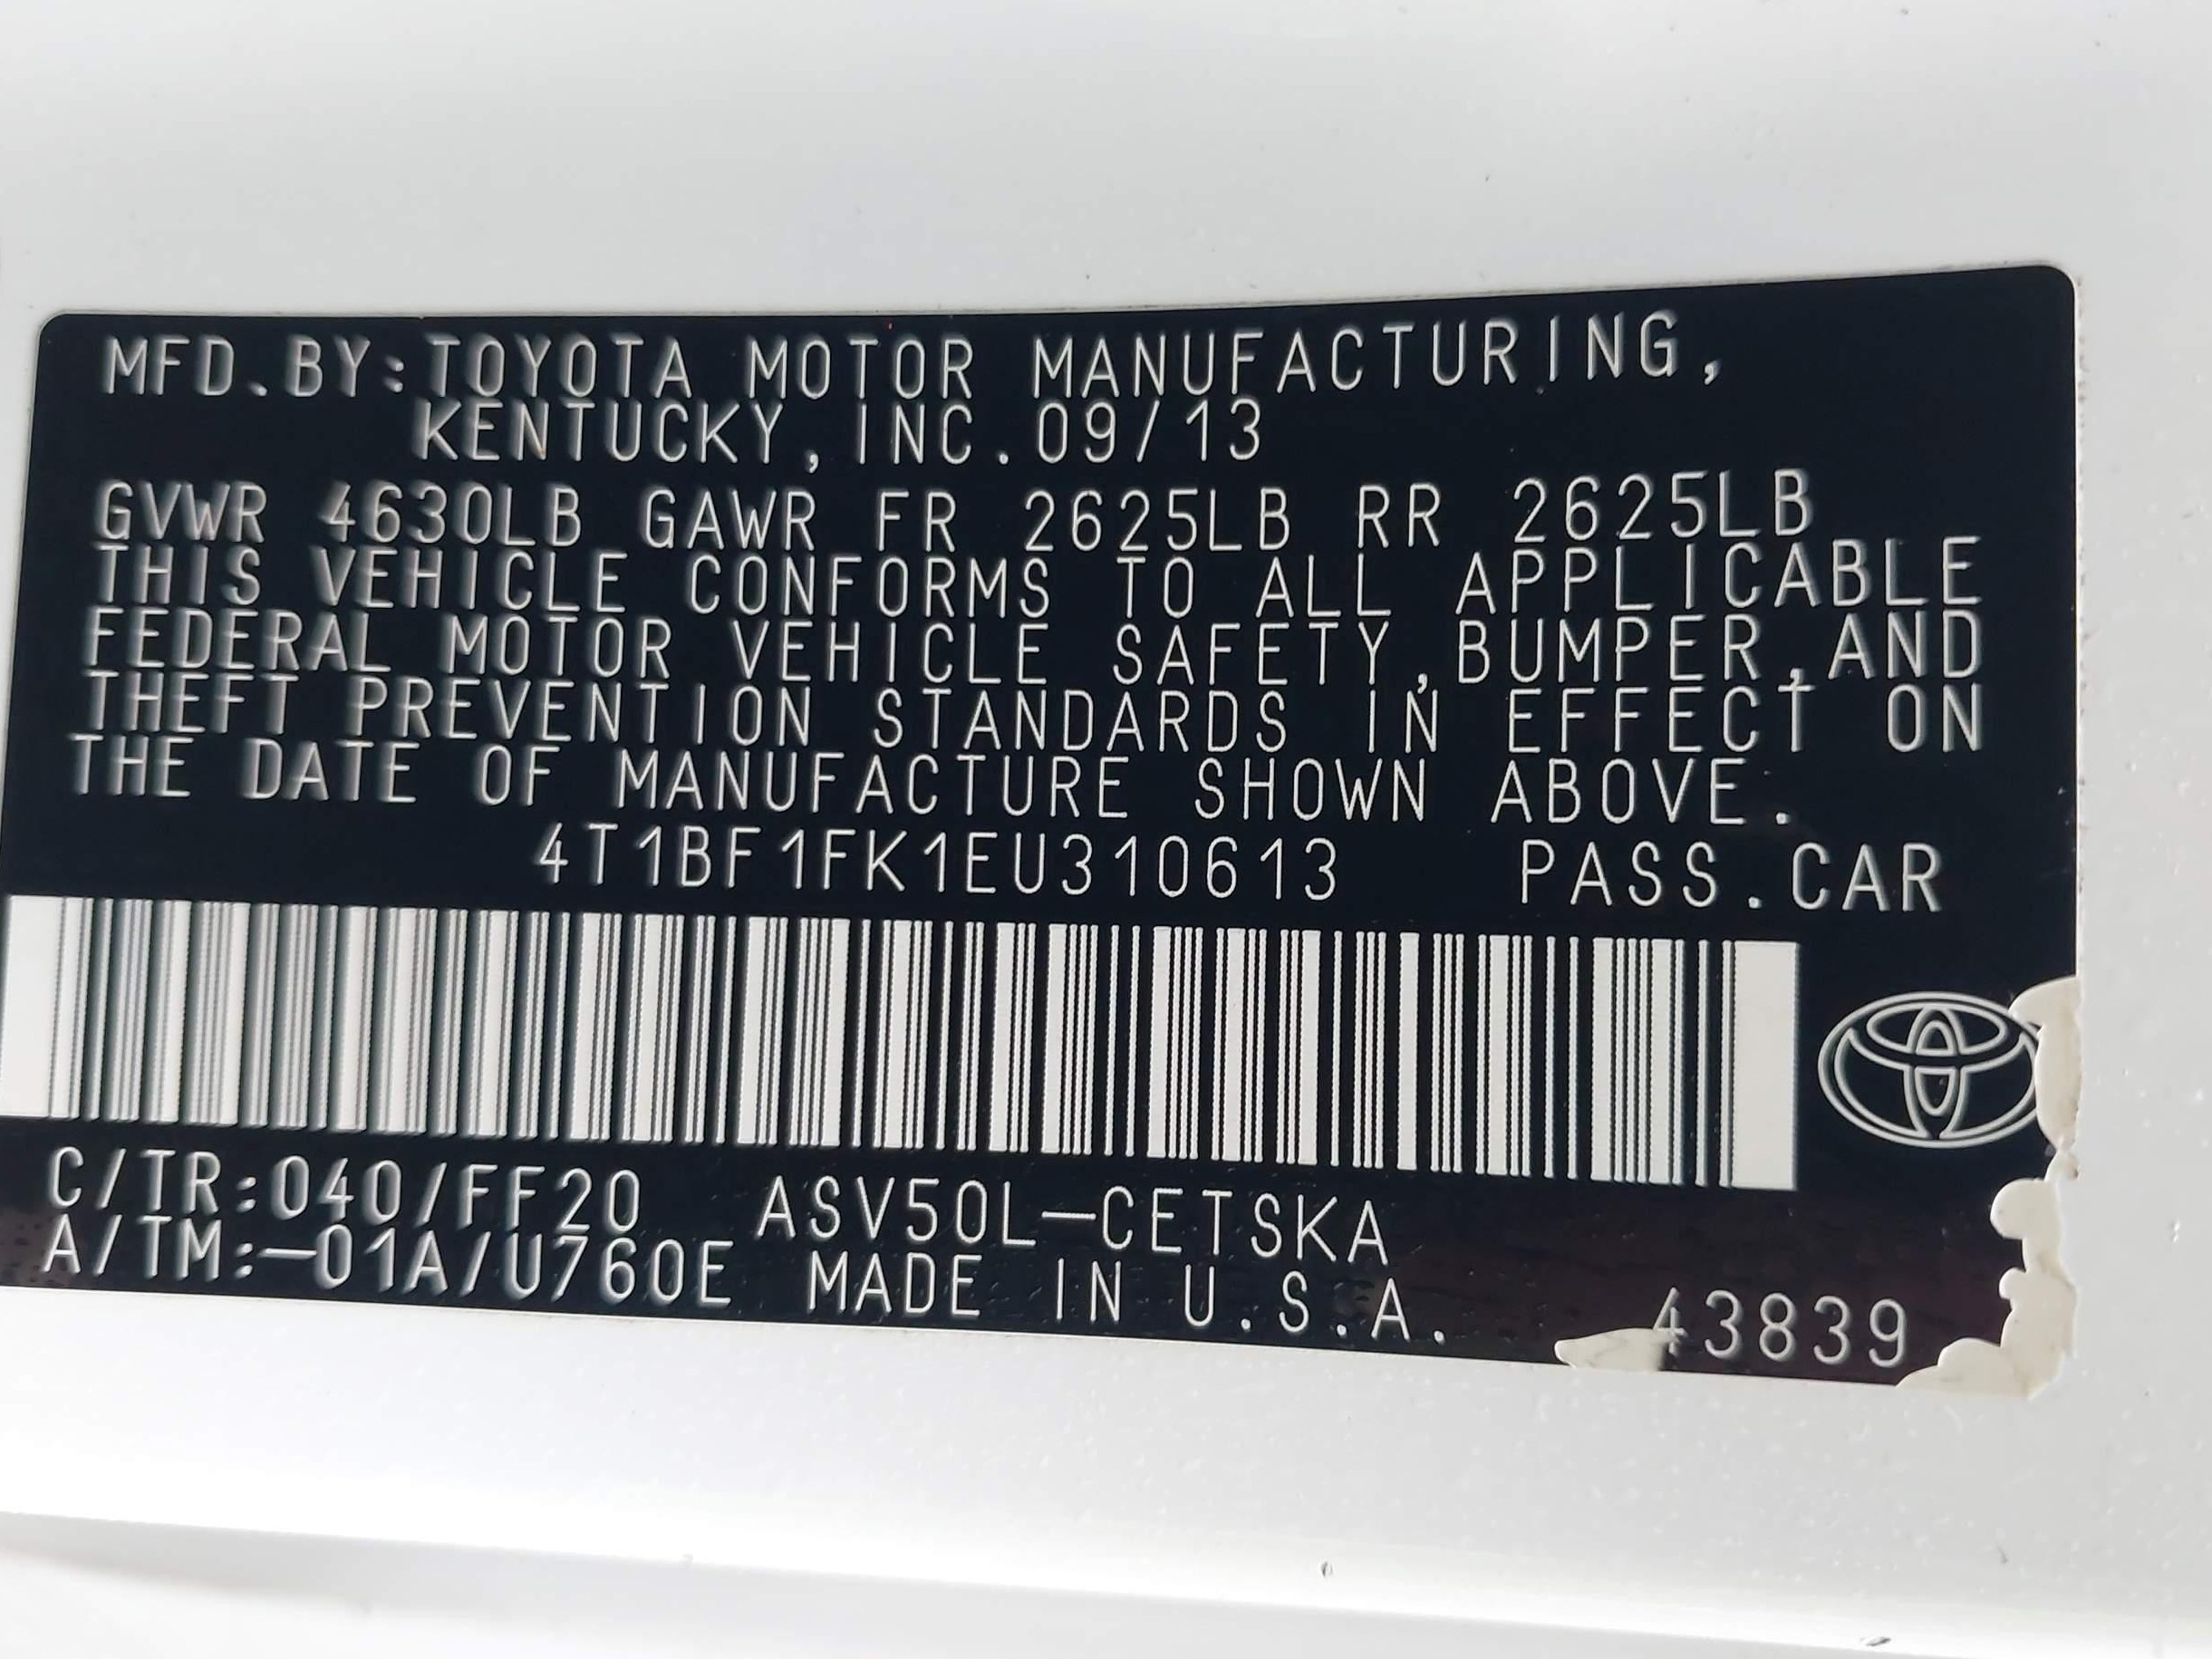 MFD.BY:TOYOTA MOTOR MANUFACTURING,
KENTUCKY,INC.09/13
GVWR 4630LB GAWR FR 2625LB RR 2625LB
THIS VEHICLE CONFORMS TO ALL APPLICABLE
FEDERAL MOTOR VEHICLE SAFETY,BUMPER,AND
THEFT PREVENTION STANDARDS IN EFFECT ON
THE DATE OF MANUFACTURE SHOWN ABOVE.
4T1BF1FK1EU310613 PASS.CAR
C/TR:040/FF20 ASV50L-CETSKA
A/TM:-01A/U760E MADE IN U.S.A. 43839